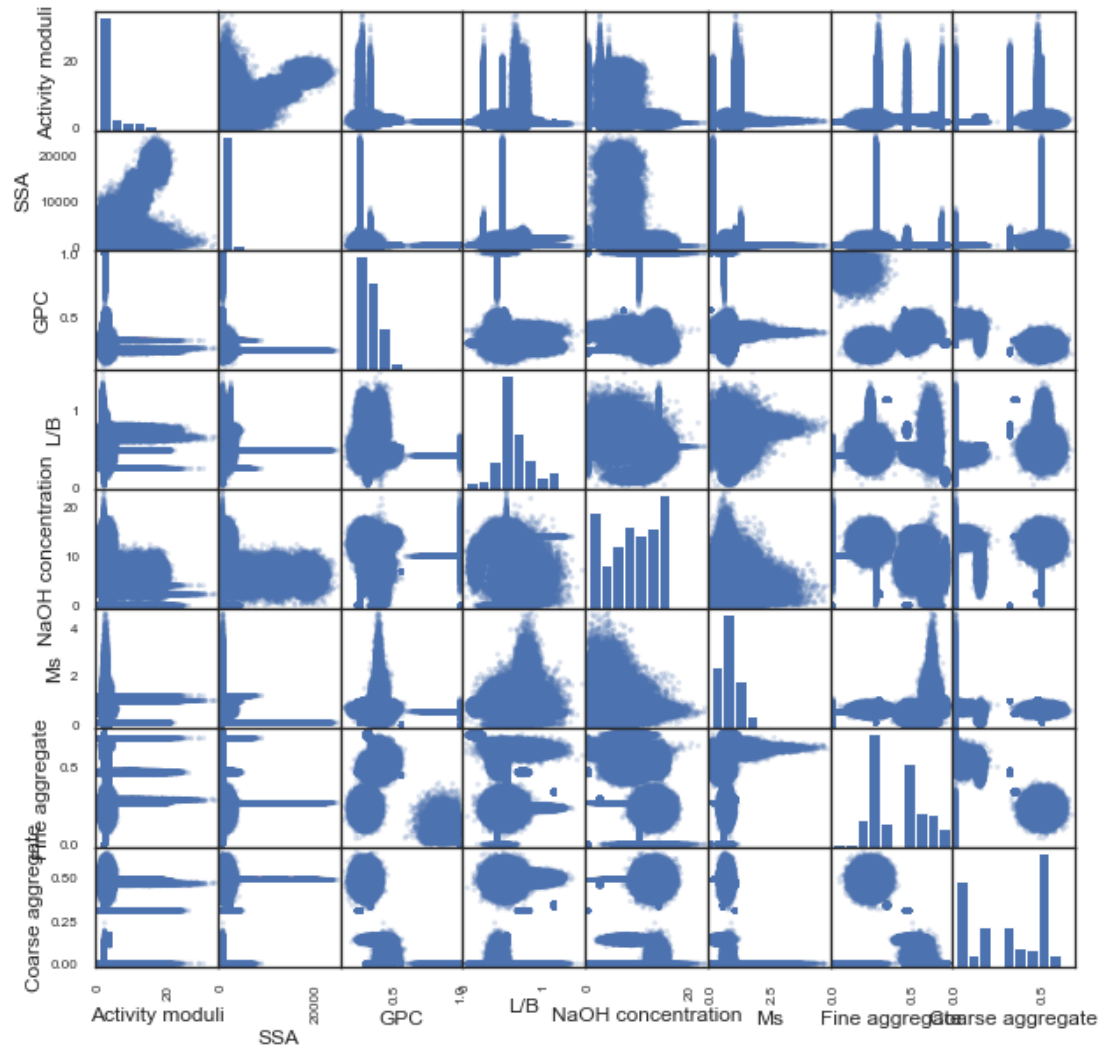 Activity moduli
20
0
SSA
20000
10000
0
GPC
1.0
0.5
L/B
1
0
NaOH concentration
20
10
0
Ms
4
2
0
Fine aggregate
0.5
0.0
Coarse aggregate
0.50
0.25
0.00
0 20 20000 0.5 1.0 1 20 0.0 2.5 0.0 0.5 0.0 0.5
Activity moduli SSA GPC L/B NaOH concentration Ms Fine aggregate Coarse aggregate